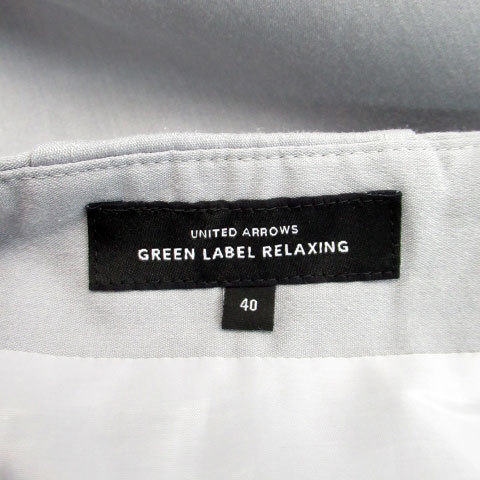 UNITED ARROWS
GREEN LABEL RELAXING
40